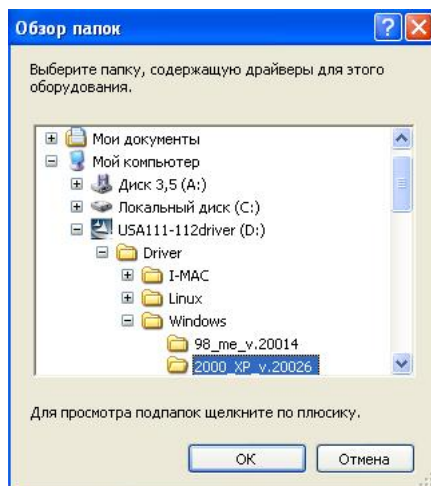 Обзор папок
Выберите папку, содержащую драйверы для этого
оборудования.
Мои документы
Мой компьютер
Диск 3,5 (A:)
Локальный диск (C:)
USA111-112driver (D:)
Driver
I-MAC
Linux
Windows
98_me_v.20014
2000_XP_v.20026
Для просмотра подпапок щелкните по плюсику.
ОК
Отмена